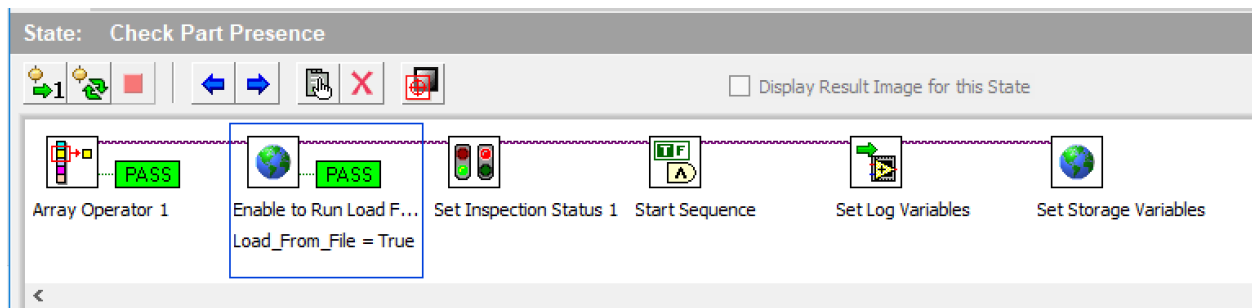 State: Check Part Presence
1
Display Result Image for this State
PASS
PASS
T F
Array Operator 1
Enable to Run Load F...
Set Inspection Status 1
Start Sequence
Set Log Variables
Set Storage Variables
Load_From_File = True